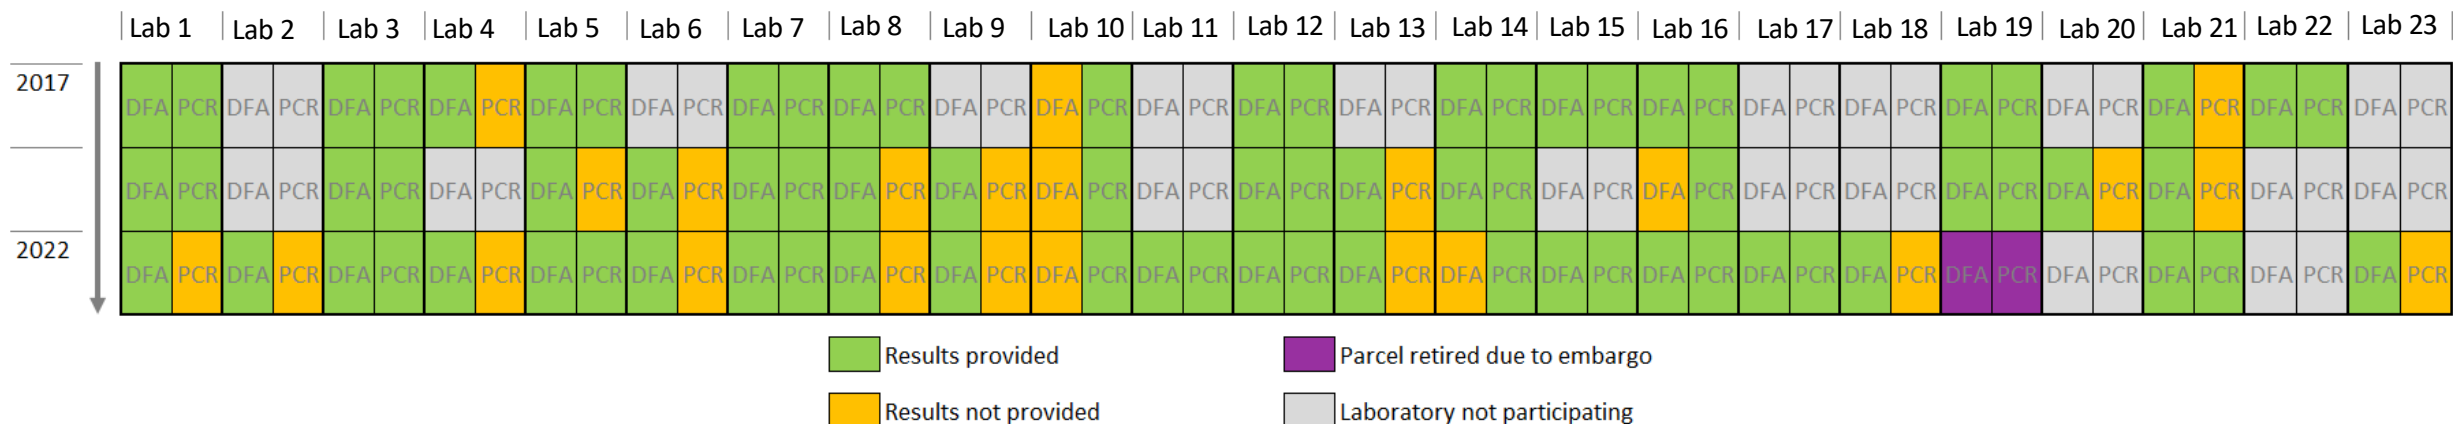 Lab 1 Lab 2 Lab 3 Lab 4 Lab 5 Lab 6 Lab 7 Lab 8 Lab 9 Lab 10 Lab 11 Lab 12 Lab 13 Lab 14 Lab 15 Lab 16 Lab 17 Lab 18 Lab 19 Lab 20 Lab 21 Lab 22 Lab 23
2017
DFA PCR DFA PCR DFA PCR DFA PCR DFA PCR DFA PCR DFA PCR DFA PCR DFA PCR DFA PCR DFA PCR DFA PCR DFA PCR DFA PCR DFA PCR DFA PCR DFA PCR DFA PCR DFA PCR DFA PCR DFA PCR DFA PCR DFA PCR
DFA PCR DFA PCR DFA PCR DFA PCR DFA PCR DFA PCR DFA PCR DFA PCR DFA PCR DFA PCR DFA PCR DFA PCR DFA PCR DFA PCR DFA PCR DFA PCR DFA PCR DFA PCR DFA PCR DFA PCR DFA PCR DFA PCR DFA PCR
2022
DFA PCR DFA PCR DFA PCR DFA PCR DFA PCR DFA PCR DFA PCR DFA PCR DFA PCR DFA PCR DFA PCR DFA PCR DFA PCR DFA PCR DFA PCR DFA PCR DFA PCR DFA PCR DFA PCR DFA PCR DFA PCR DFA PCR DFA PCR
Results provided Parcel retired due to embargo
Results not provided Laboratory not participating